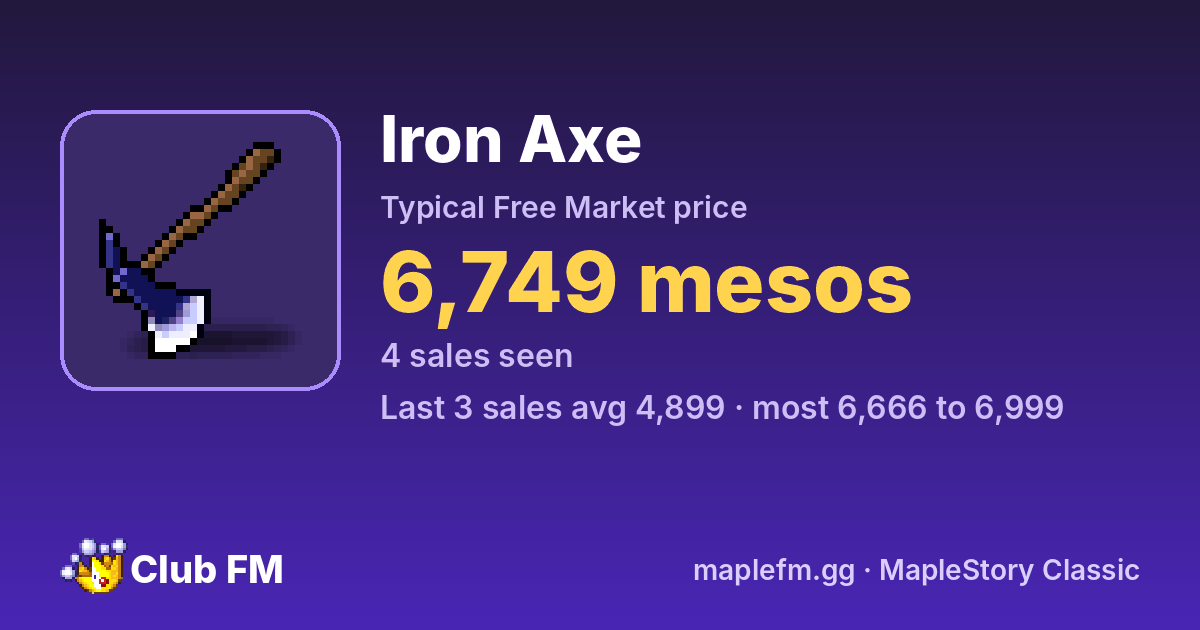 Iron Axe
Typical Free Market price
6,749 mesos
4 sales seen
Last 3 sales avg 4,899 · most 6,666 to 6,999
Club FM
maplefm.gg · MapleStory Classic